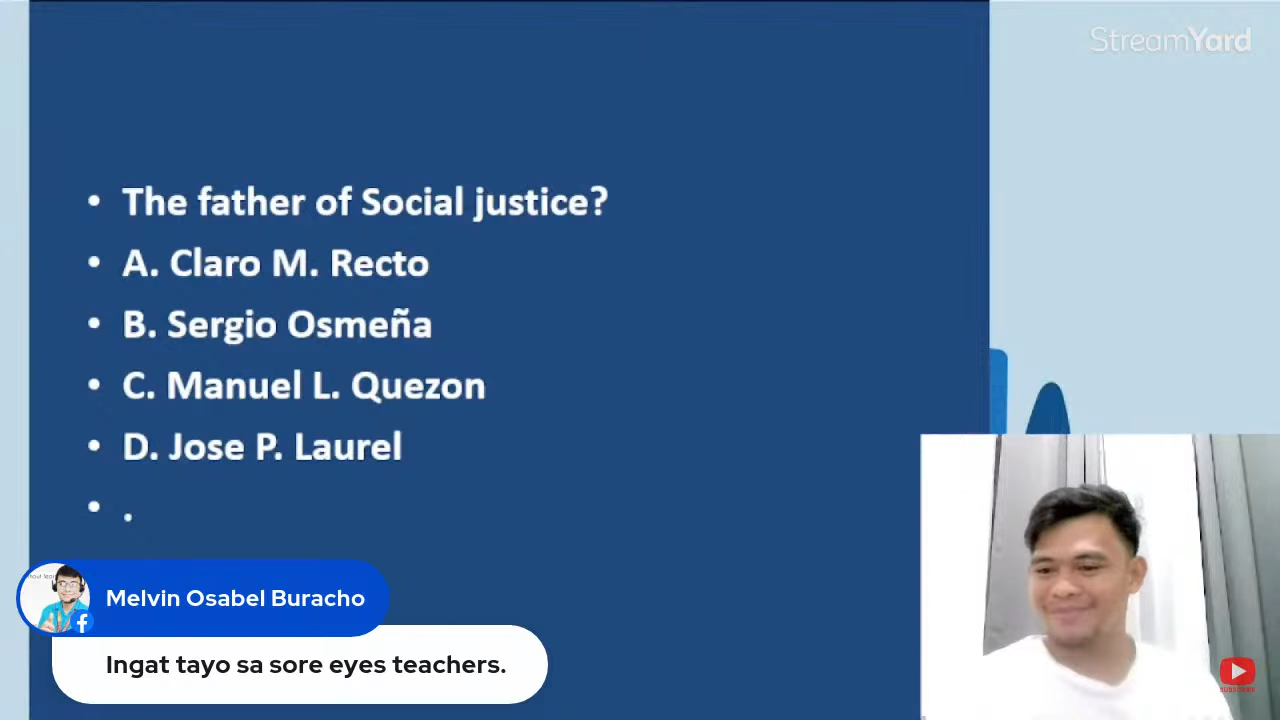 StreamYard
• The father of Social justice?
• A. Claro M. Recto
• B. Sergio Osmeña
• C. Manuel L. Quezon
• D. Jose P. Laurel
• .
Melvin Osabel Buracho
Ingat tayo sa sore eyes teachers.
SUBSCRIBE